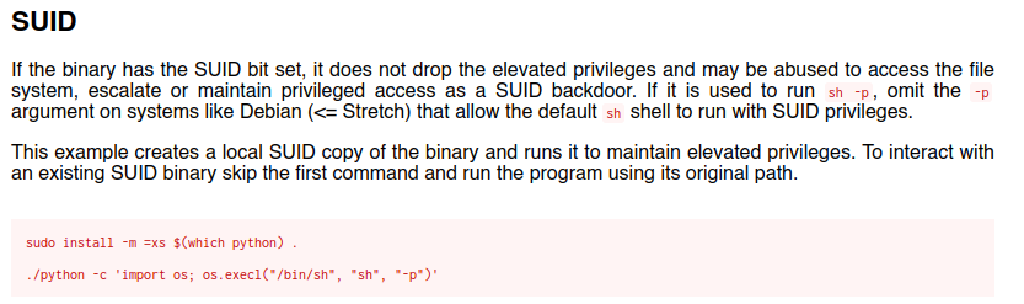 SUID
If the binary has the SUID bit set, it does not drop the elevated privileges and may be abused to access the file
system, escalate or maintain privileged access as a SUID backdoor. If it is used to run sh -p, omit the -p
argument on systems like Debian (<= Stretch) that allow the default sh shell to run with SUID privileges.
This example creates a local SUID copy of the binary and runs it to maintain elevated privileges. To interact with
an existing SUID binary skip the first command and run the program using its original path.
sudo install -m =xs $(which python) .
./python -c 'import os; os.execl("/bin/sh", "sh", "-p")'